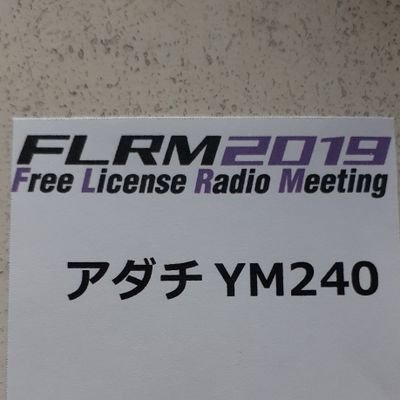 FLRM2019
Free License Radio Meeting
アダチ YM240